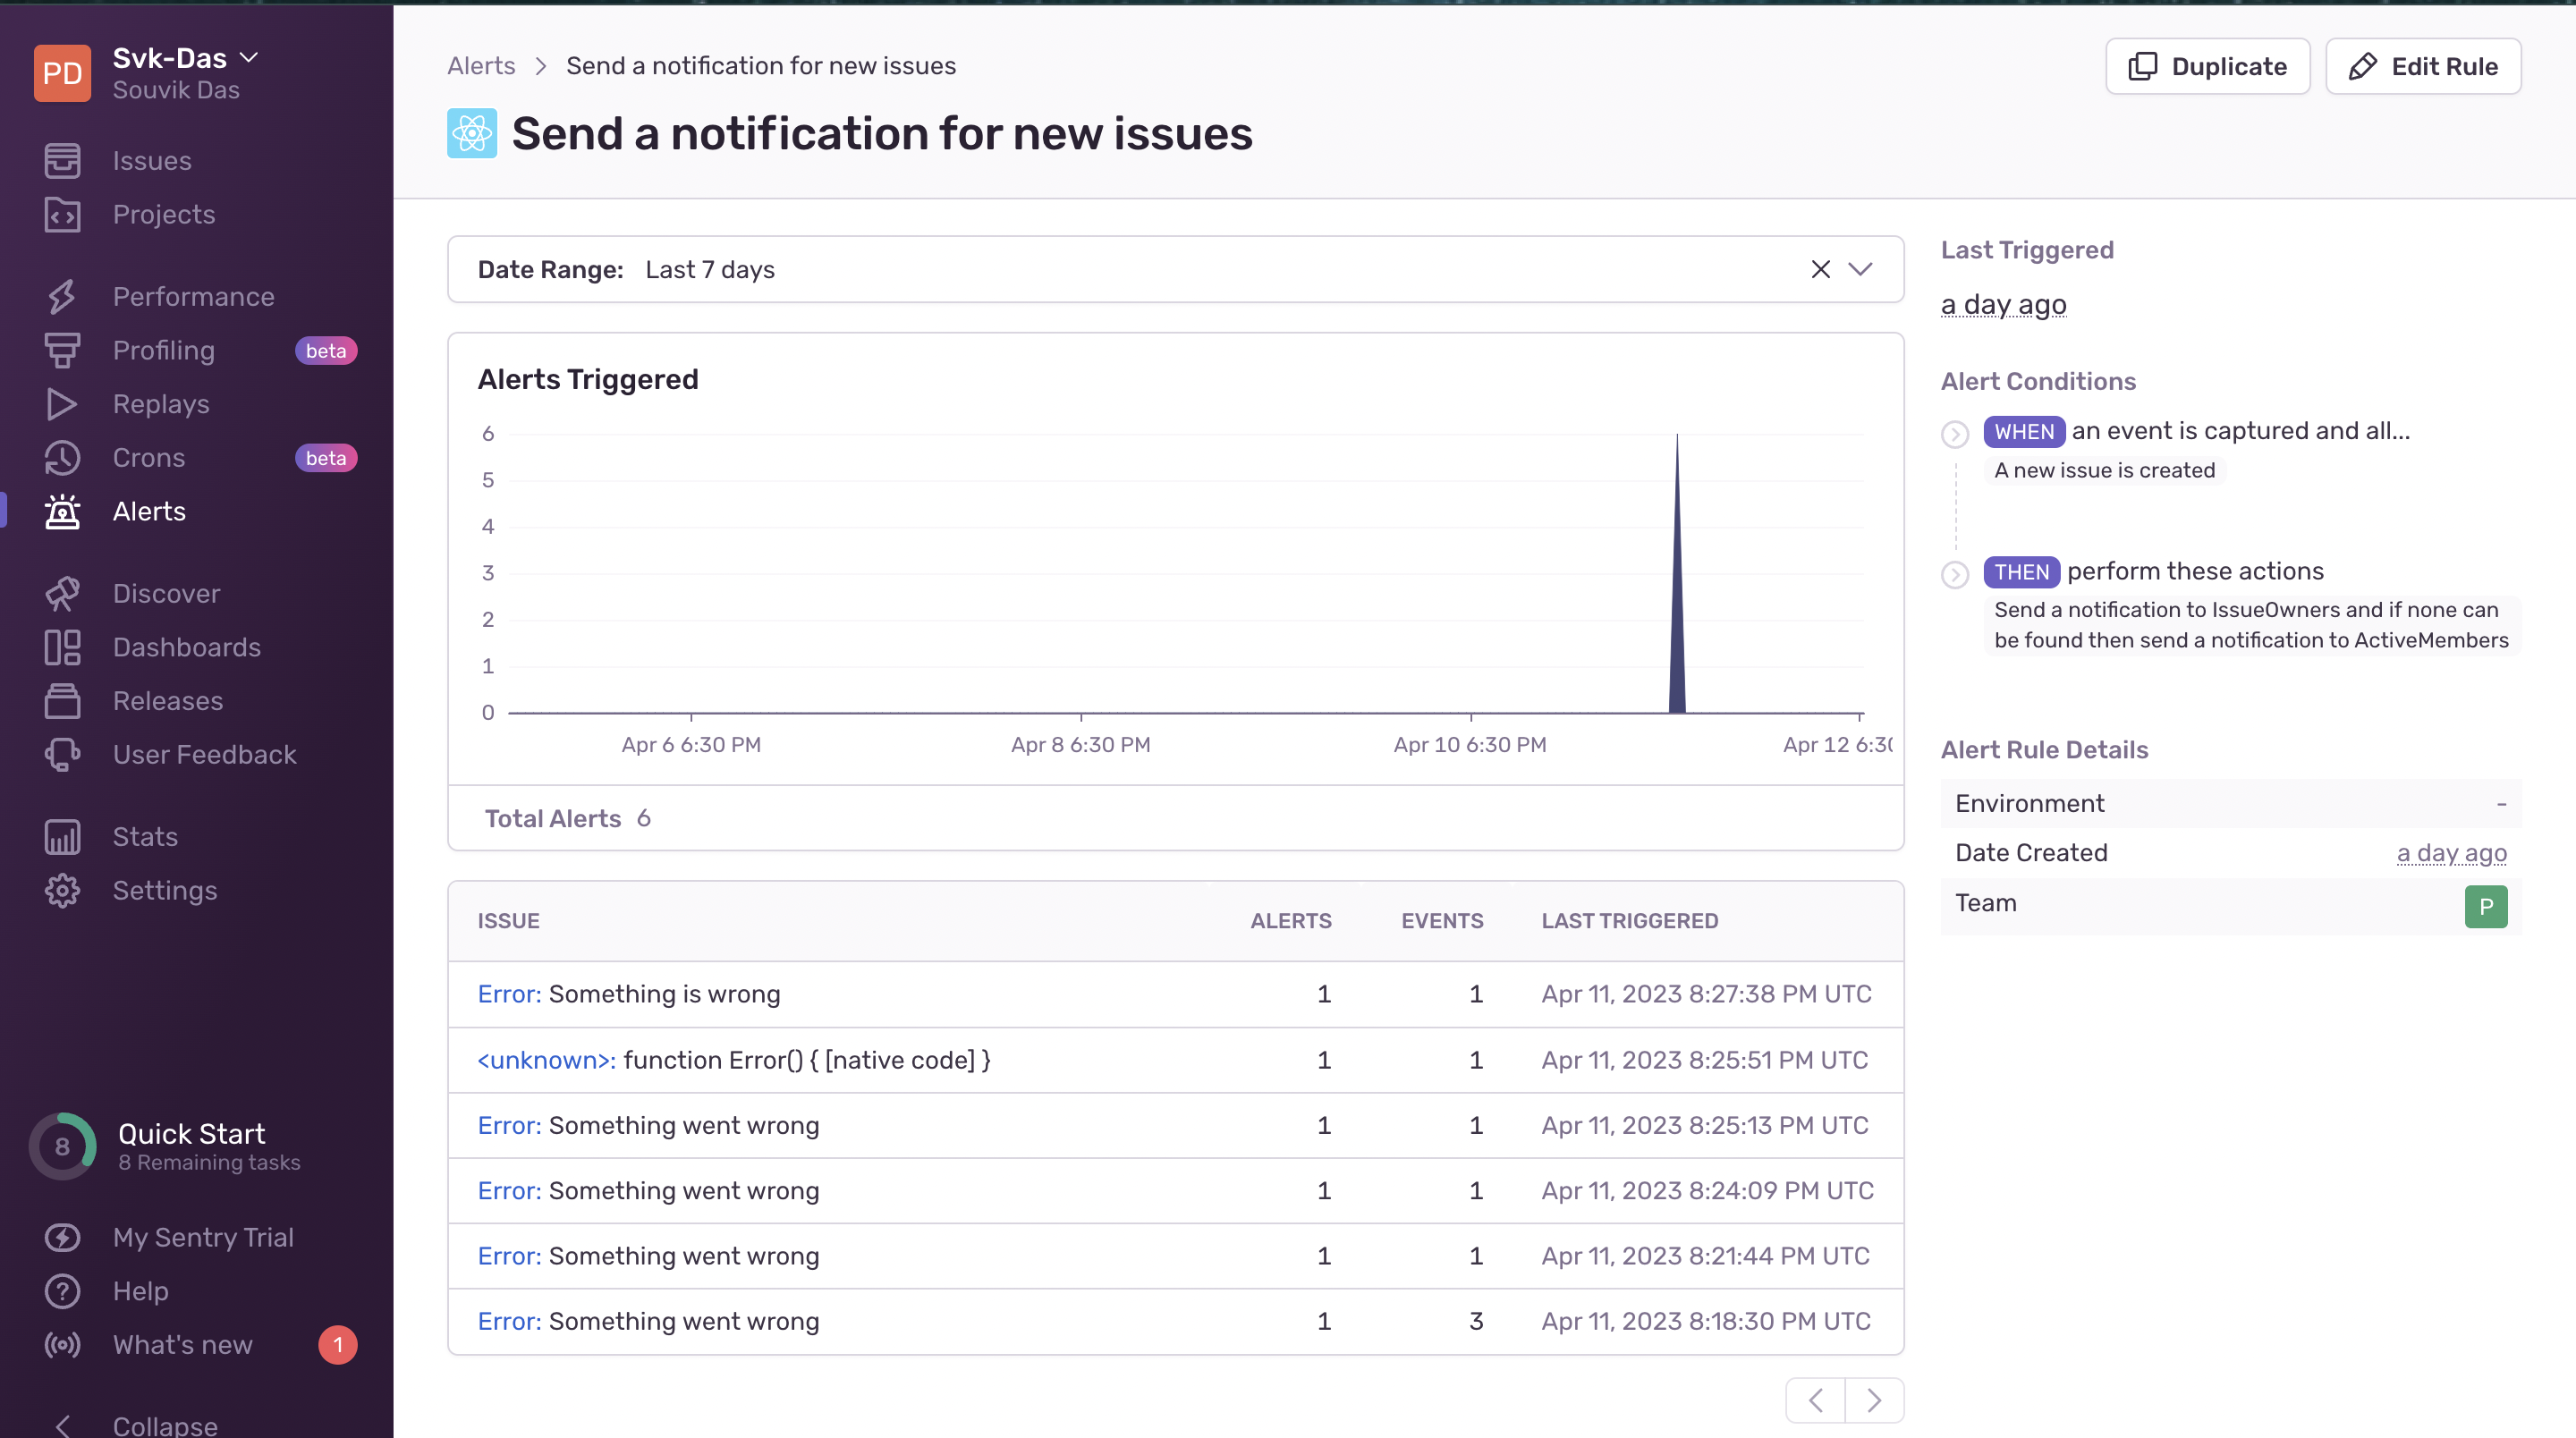 PD
Svk-Das
Souvik Das
Issues
Projects
Performance
Profiling beta
Replays
Crons beta
Alerts
Discover
Dashboards
Releases
User Feedback
Stats
Settings
8
Quick Start
8 Remaining tasks
My Sentry Trial
Help
What's new 1
Collapse
Alerts > Send a notification for new issues
Duplicate
Edit Rule
Send a notification for new issues
Date Range: Last 7 days
Alerts Triggered
6
5
4
3
2
1
0
Apr 6 6:30 PM Apr 8 6:30 PM Apr 10 6:30 PM Apr 12 6:30
Total Alerts 6
ISSUE ALERTS EVENTS LAST TRIGGERED
Error: Something is wrong 1 1 Apr 11, 2023 8:27:38 PM UTC
<unknown>: function Error() { [native code] } 1 1 Apr 11, 2023 8:25:51 PM UTC
Error: Something went wrong 1 1 Apr 11, 2023 8:25:13 PM UTC
Error: Something went wrong 1 1 Apr 11, 2023 8:24:09 PM UTC
Error: Something went wrong 1 1 Apr 11, 2023 8:21:44 PM UTC
Error: Something went wrong 1 3 Apr 11, 2023 8:18:30 PM UTC
Last Triggered
a day ago
Alert Conditions
WHEN an event is captured and all...
A new issue is created
THEN perform these actions
Send a notification to IssueOwners and if none can
be found then send a notification to ActiveMembers
Alert Rule Details
Environment -
Date Created a day ago
Team P